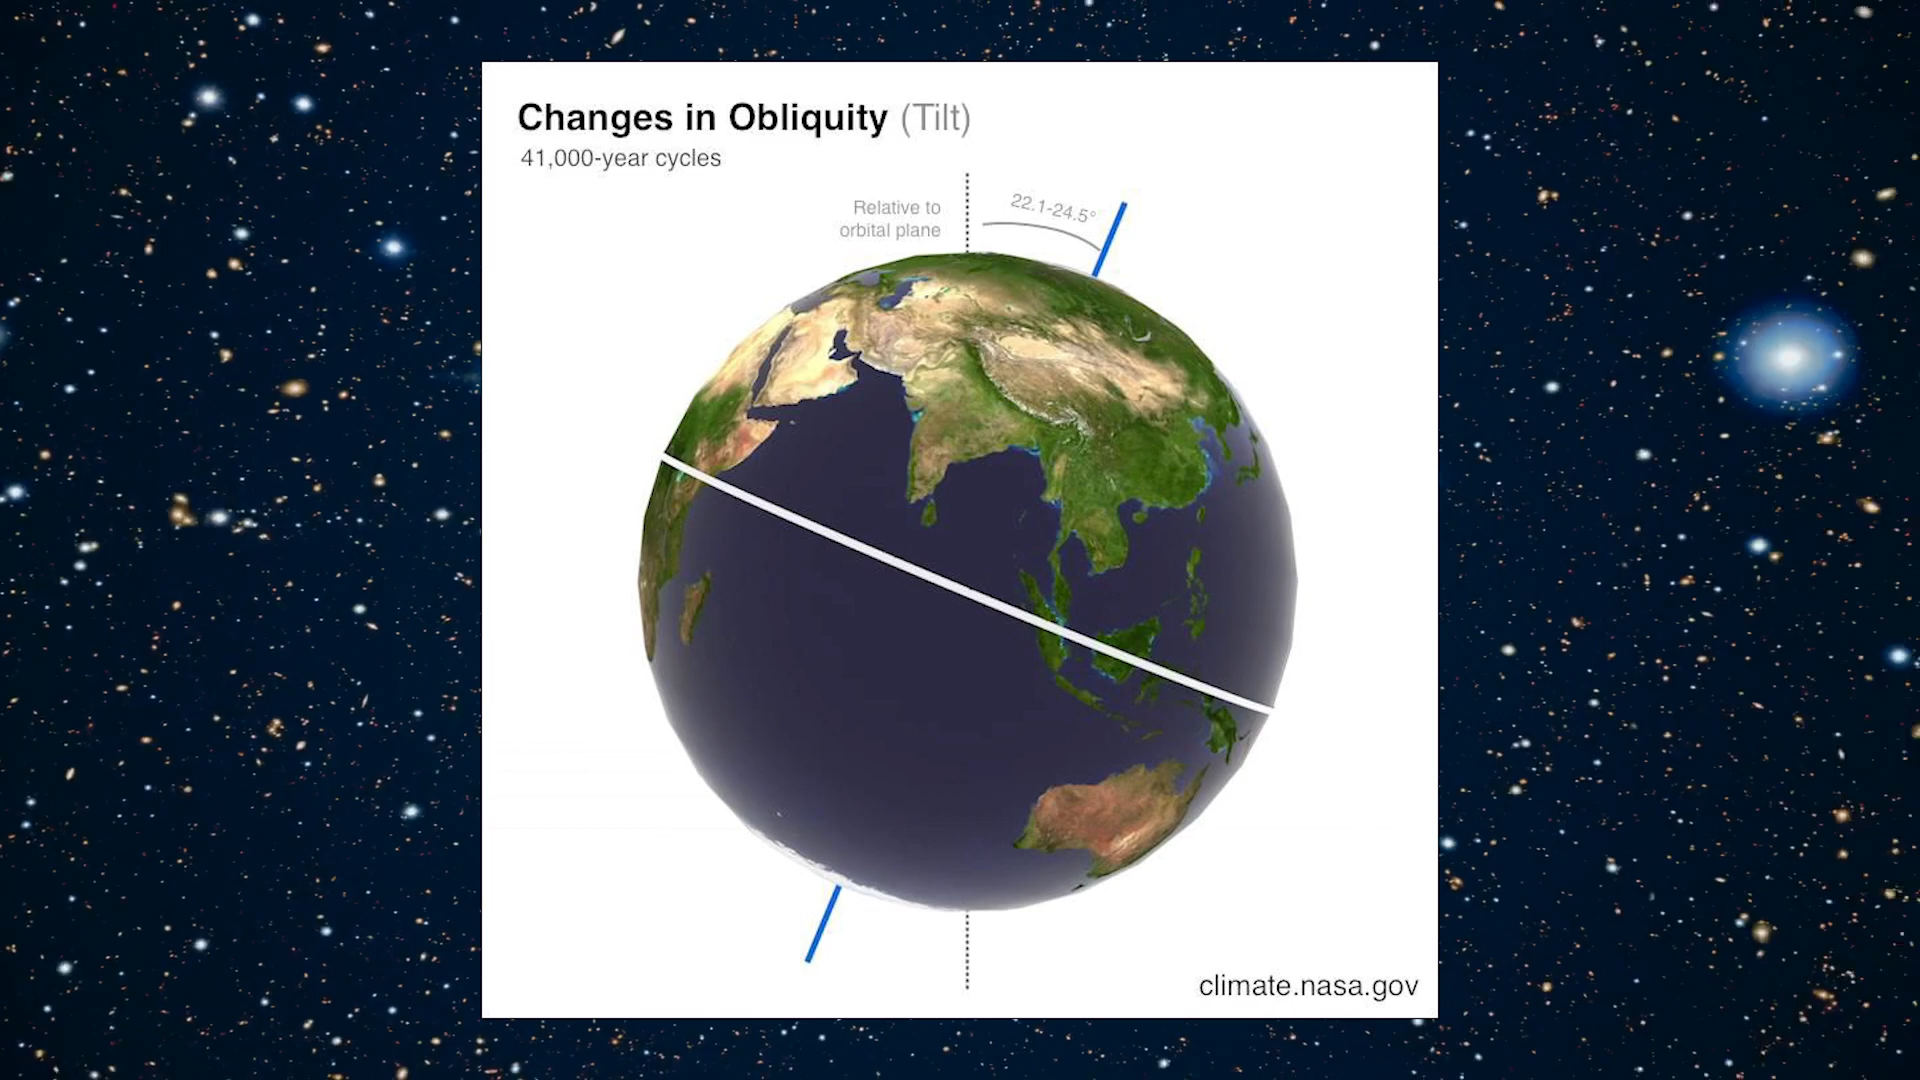 Changes in Obliquity (Tilt)
41,000-year cycles
Relative to
orbital plane
22.1-24.5°
climate.nasa.gov